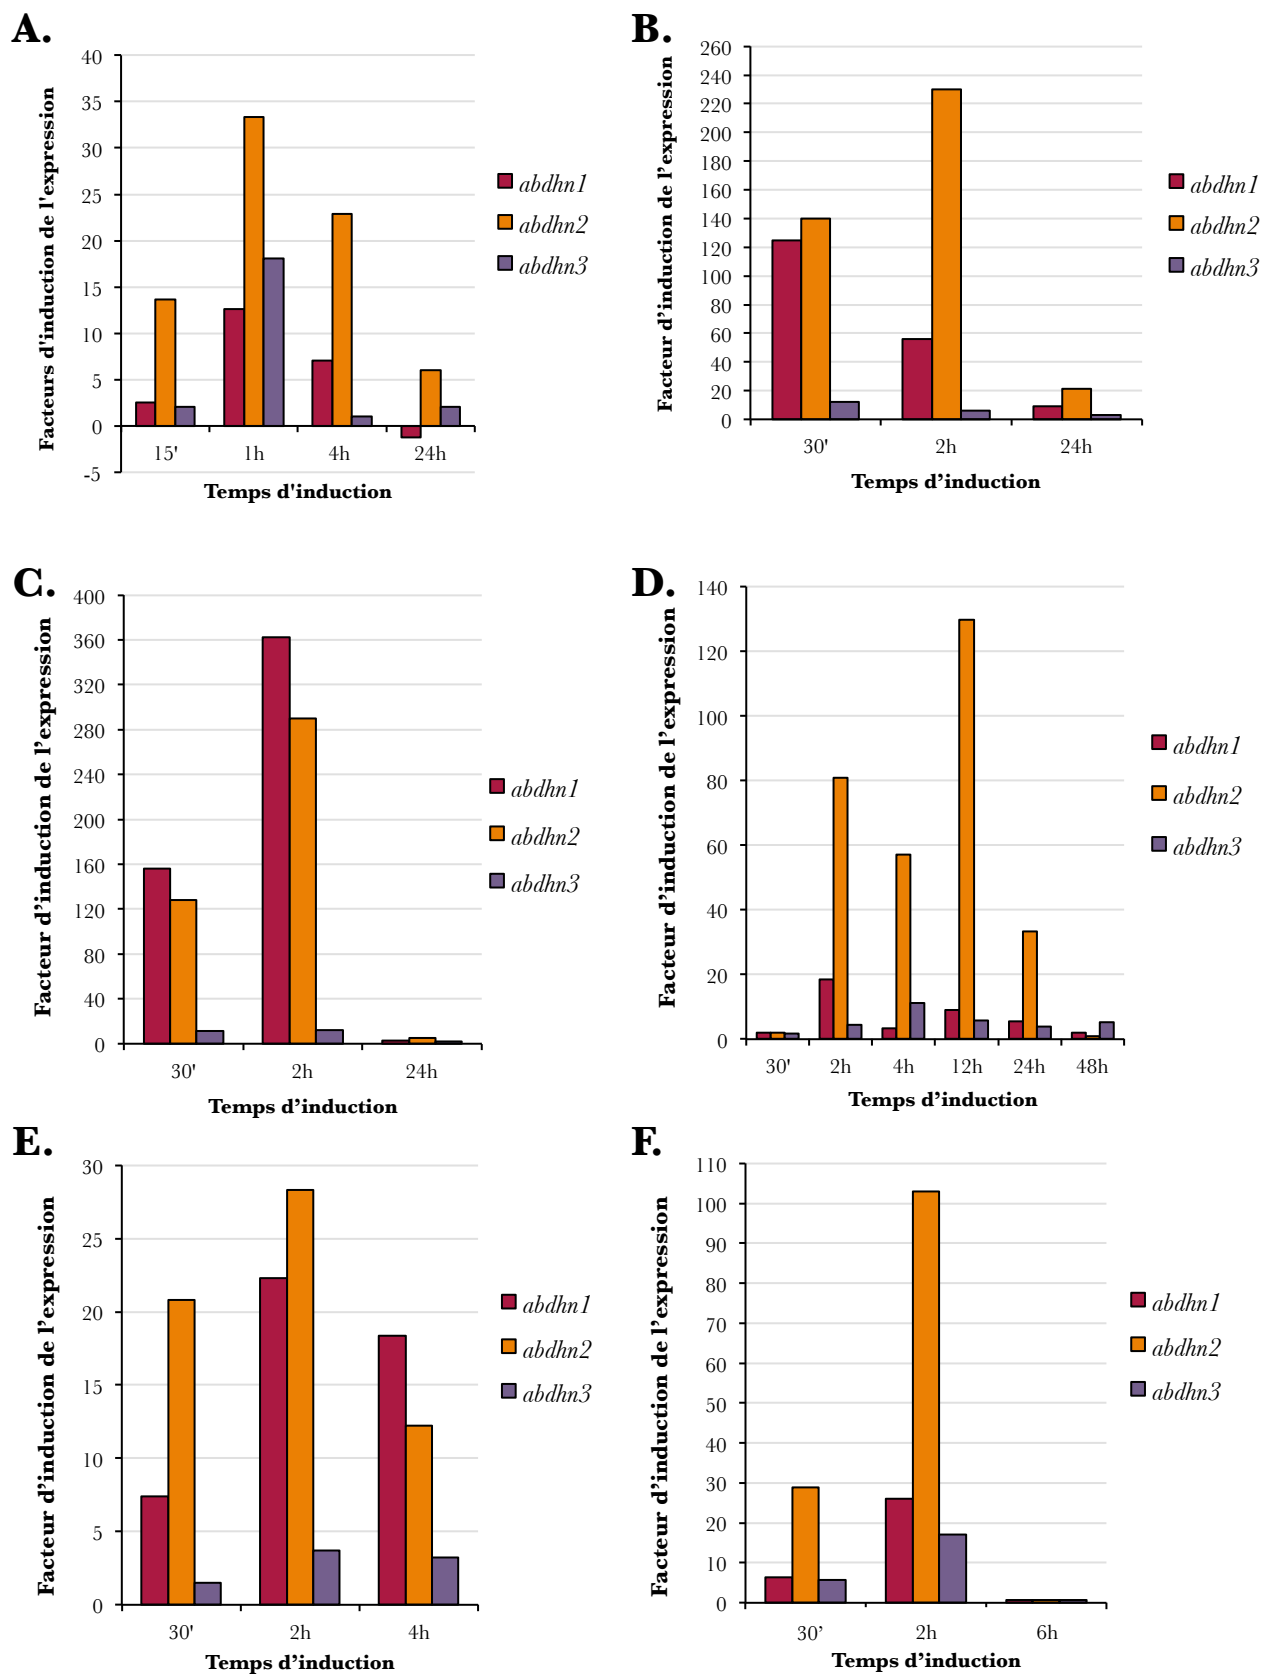 A.
Facteurs d'induction de l'expression
40
35
30
25
20
15
10
5
0
-5
15'
1h
4h
24h
Temps d'induction
abdhn1
abdhn2
abdhn3
B.
Facteur d’induction de l’expression
260
240
220
200
180
160
140
120
100
80
60
40
20
0
30'
2h
24h
Temps d’induction
abdhn1
abdhn2
abdhn3
C.
Facteur d’induction de l’expression
400
360
320
280
240
200
160
120
80
40
0
30'
2h
24h
Temps d’induction
abdhn1
abdhn2
abdhn3
D.
Facteur d’induction de l’expression
140
120
100
80
60
40
20
0
30'
2h
4h
12h
24h
48h
Temps d’induction
abdhn1
abdhn2
abdhn3
E.
Facteur d’induction de l’expression
30
25
20
15
10
5
0
30'
2h
4h
Temps d’induction
abdhn1
abdhn2
abdhn3
F.
Facteur d’induction de l’expression
110
100
90
80
70
60
50
40
30
20
10
0
30’
2h
6h
Temps d’induction
abdhn1
abdhn2
abdhn3